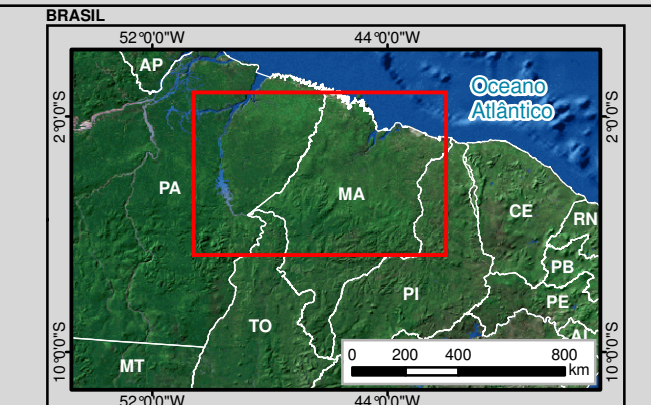 BRASIL
52°0'0"W 44°0'0"W
AP
Oceano
Atlântico
2°0'0"S 2°0'0"S
PA
MA
CE
RN
PB
PI
PE
TO
AL
10°0'0"S 10°0'0"S
MT
0 200 400 800
km
52°0'0"W 44°0'0"W